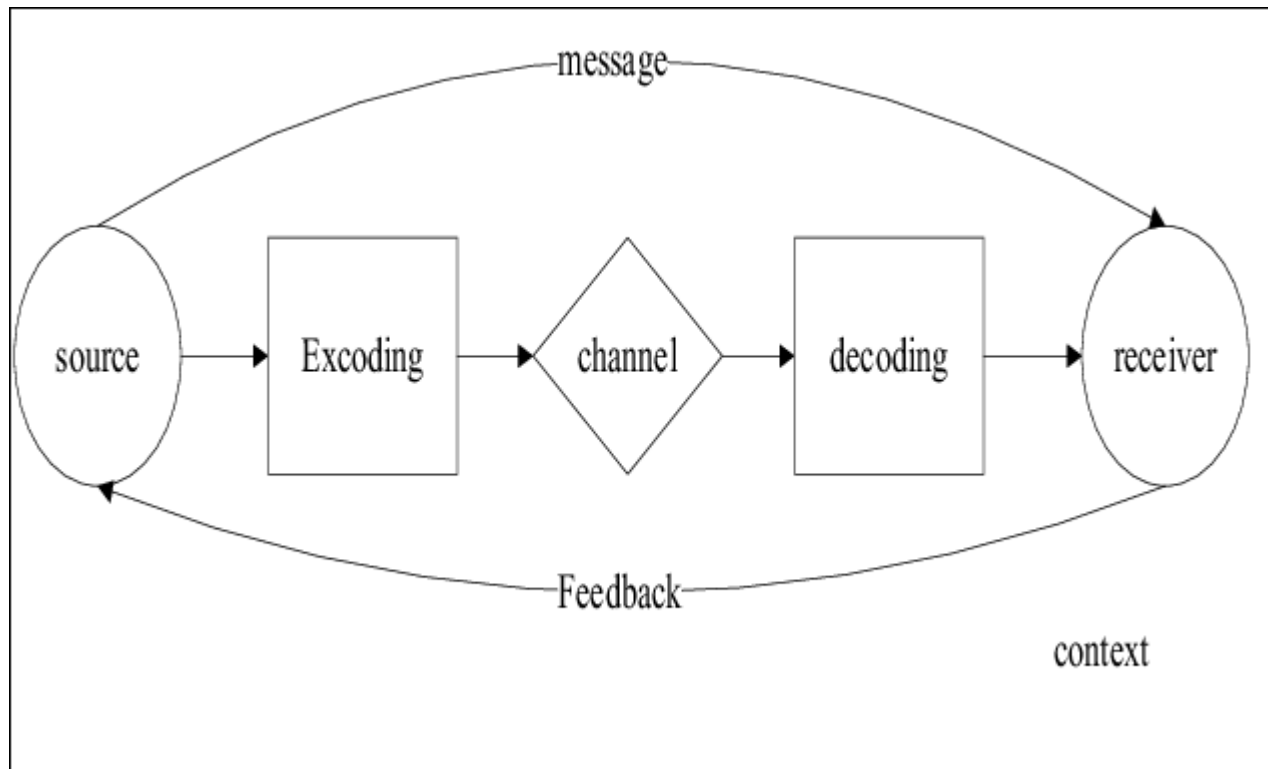 message
source
Excoding
channel
decoding
receiver
Feedback
context